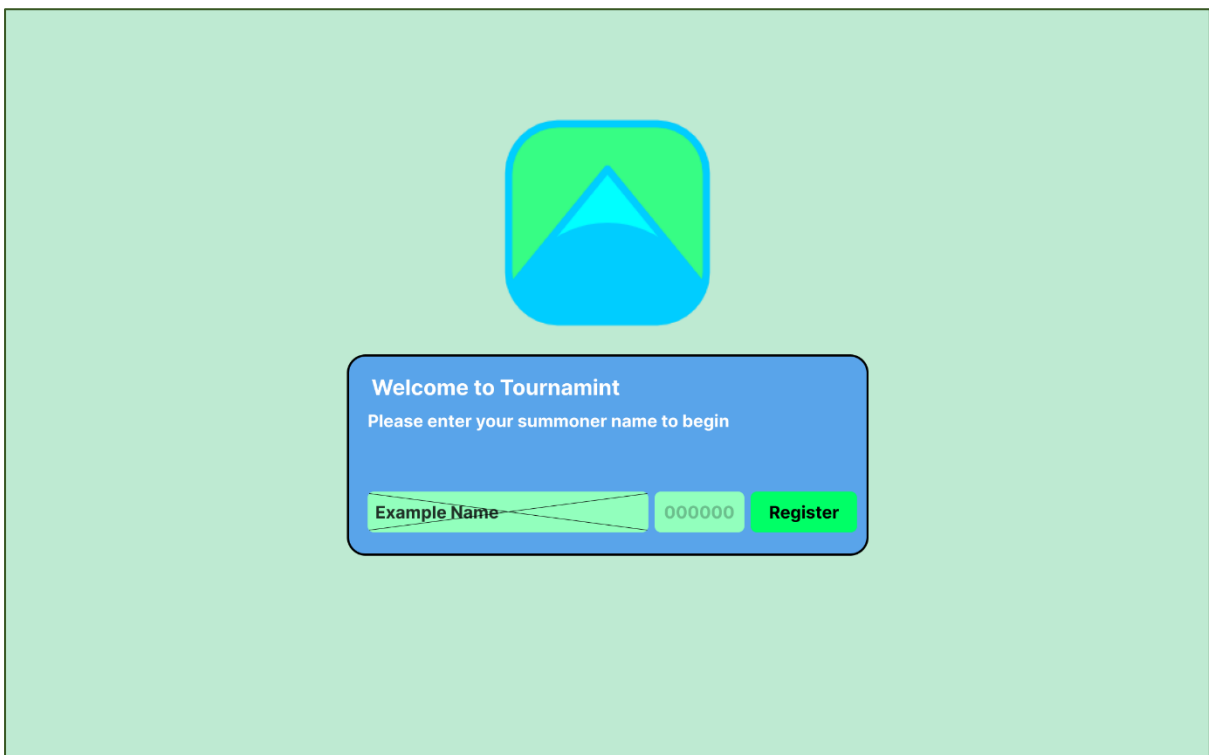 Welcome to Tournamint
Please enter your summoner name to begin
Example Name 000000 Register